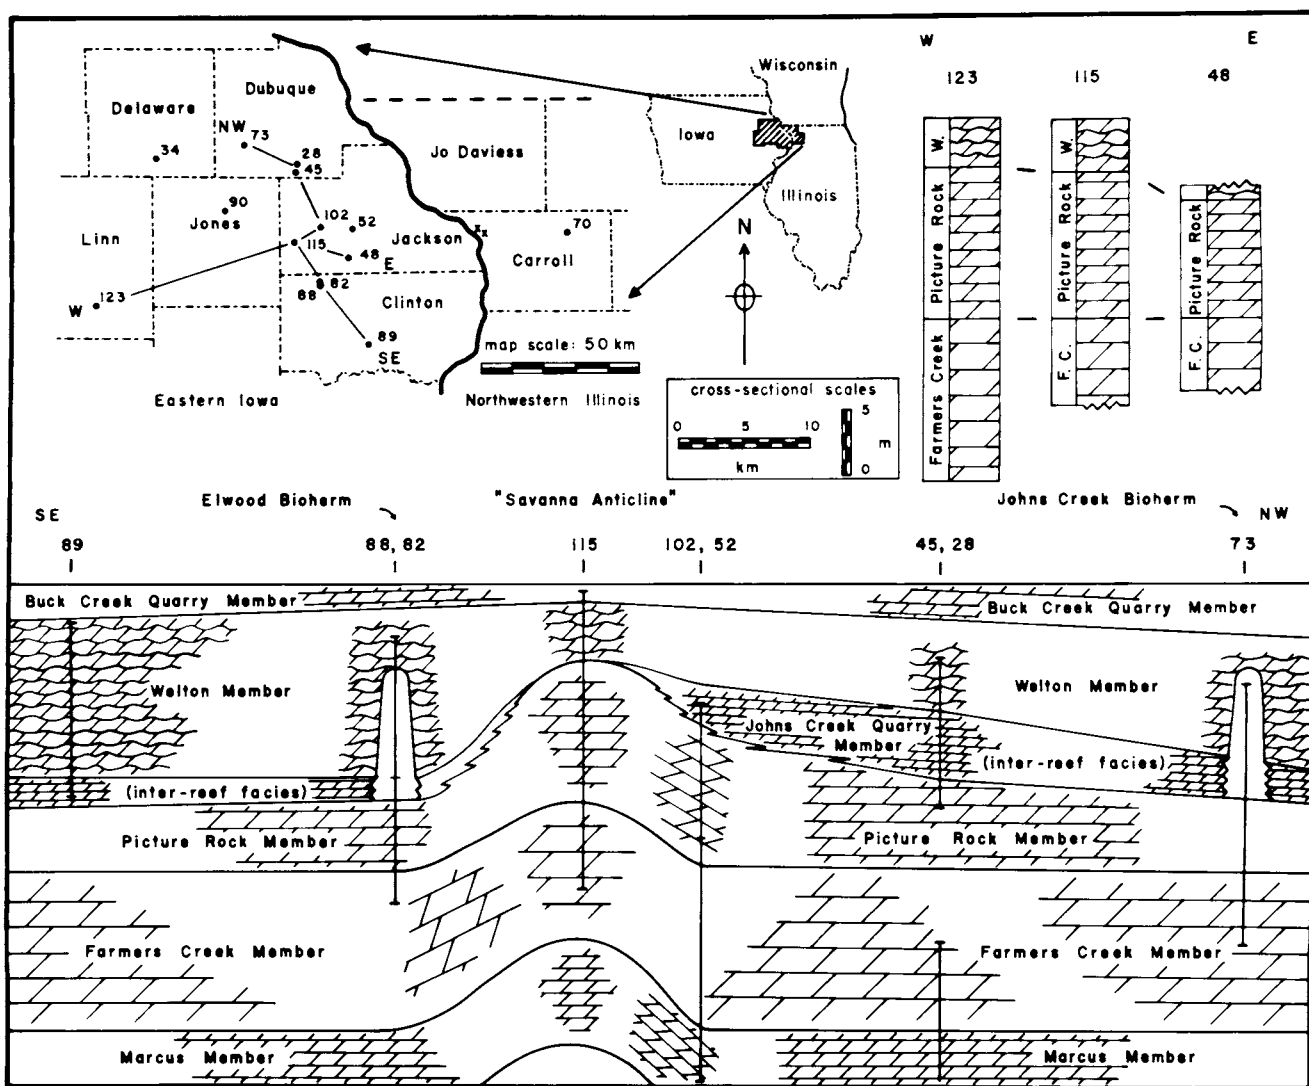 Delaware
34
NW
Dubuque
73
28
45
Jo Daviess
Linn
Jones
90
102
52
115
48
E
Jackson
xx
70
Carroll
W
123
88
82
Clinton
89
SE
map scale: 50 km
Eastern Iowa
Northwestern Illinois
Wisconsin
Iowa
Illinois
N
cross-sectional scales
0 5 10
km
5
m
0
W
E
123
115
48
W.
Picture Rock
Farmers Creek
W.
Picture Rock
F. C.
Picture Rock
F. C.
SE
Elwood Bioherm
"Savanna Anticline"
Johns Creek Bioherm
NW
89
88, 82
115
102, 52
45, 28
73
Buck Creek Quarry Member
Buck Creek Quarry Member
Welton Member
Welton Member
Johns Creek Quarry
Member
(inter-reef facies)
(inter-reef facies)
Picture Rock Member
Picture Rock Member
Farmers Creek Member
Farmers Creek Member
Marcus Member
Marcus Member